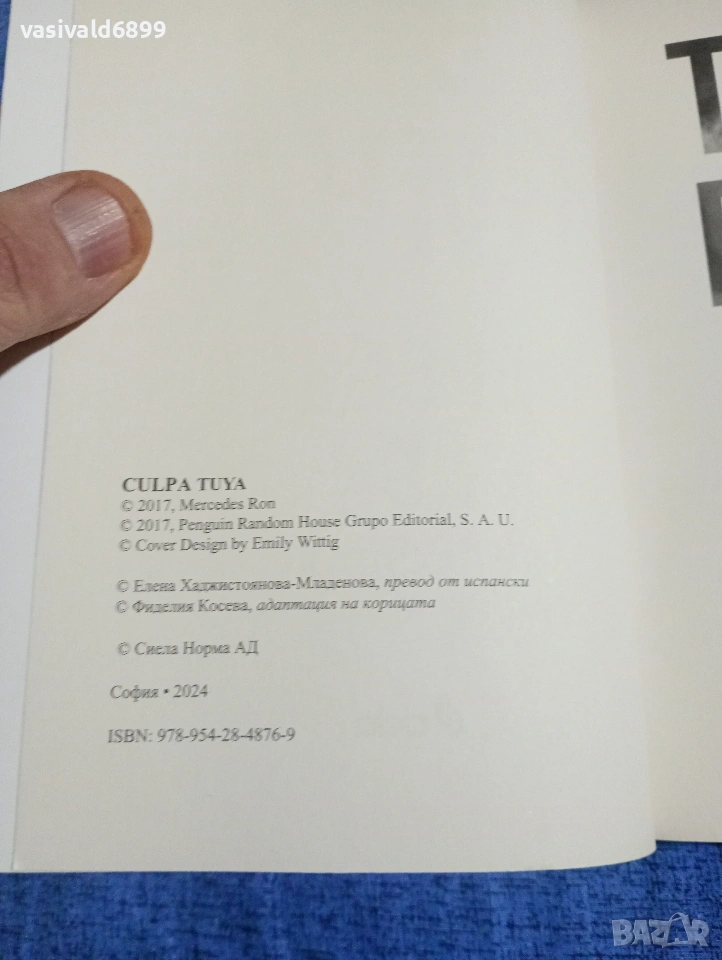 vasivald6899
CULPA TUYA
© 2017, Mercedes Ron
© 2017, Penguin Random House Grupo Editorial, S. A. U.
© Cover Design by Emily Wittig
© Елена Хаджистоянова-Младенова, превод от испански
© Фиделия Косева, адаптация на корицата
© Сиела Норма АД
София • 2024
ISBN: 978-954-28-4876-9
BAZAR